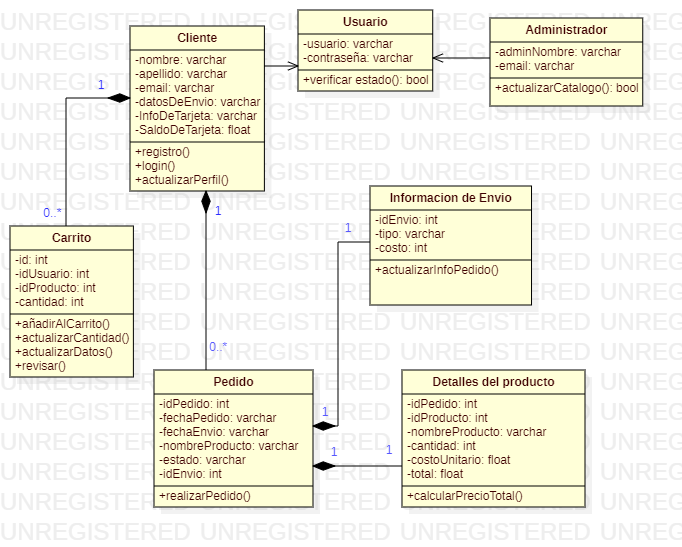 Usuario
-usuario: varchar
-contraseña: varchar
+verificar estado(): bool
Cliente
-nombre: varchar
-apellido: varchar
-email: varchar
-datosDeEnvio: varchar
-InfoDeTarjeta: varchar
-SaldoDeTarjeta: float
+registro()
+login()
+actualizarPerfil()
Administrador
-adminNombre: varchar
-email: varchar
+actualizarCatalogo(): bool
1
0..*
1
0..*
Carrito
-id: int
-idUsuario: int
-idProducto: int
-cantidad: int
+añadirAlCarrito()
+actualizarCantidad()
+actualizarDatos()
+revisar()
Informacion de Envio
-idEnvio: int
-tipo: varchar
-costo: int
+actualizarInfoPedido()
1
1
Pedido
-idPedido: int
-fechaPedido: varchar
-fechaEnvio: varchar
-nombreProducto: varchar
-estado: varchar
-idEnvio: int
+realizarPedido()
1
1
Detalles del producto
-idPedido: int
-idProducto: int
-nombreProducto: varchar
-cantidad: int
-costoUnitario: float
-total: float
+calcularPrecioTotal()
UNREGISTERED